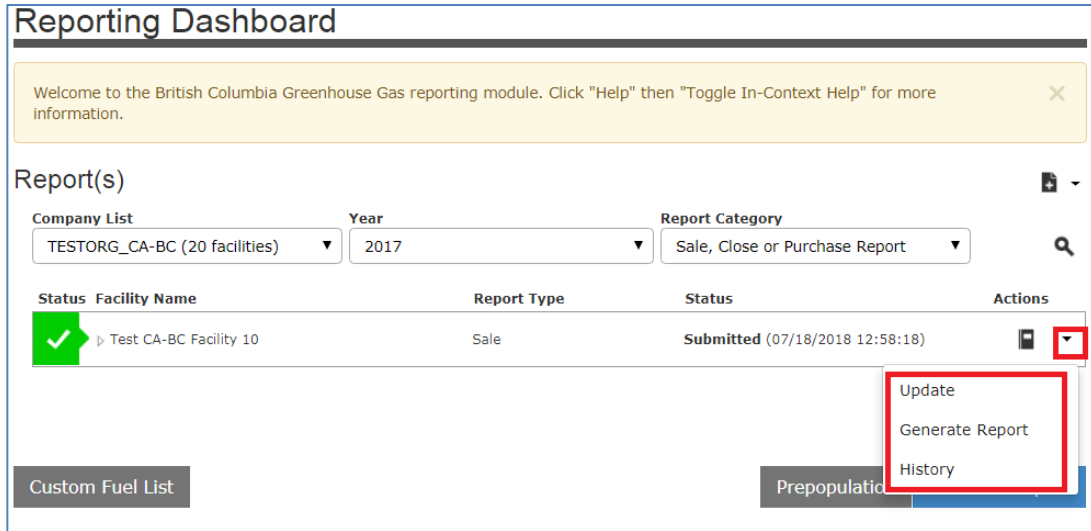 Reporting Dashboard
Welcome to the British Columbia Greenhouse Gas reporting module. Click "Help" then "Toggle In-Context Help" for more
information.
Report(s)
Company List Year Report Category
TESTORG_CA-BC (20 facilities) 2017 Sale, Close or Purchase Report
Status Facility Name Report Type Status Actions
Test CA-BC Facility 10 Sale Submitted (07/18/2018 12:58:18)
Update
Generate Report
History
Custom Fuel List